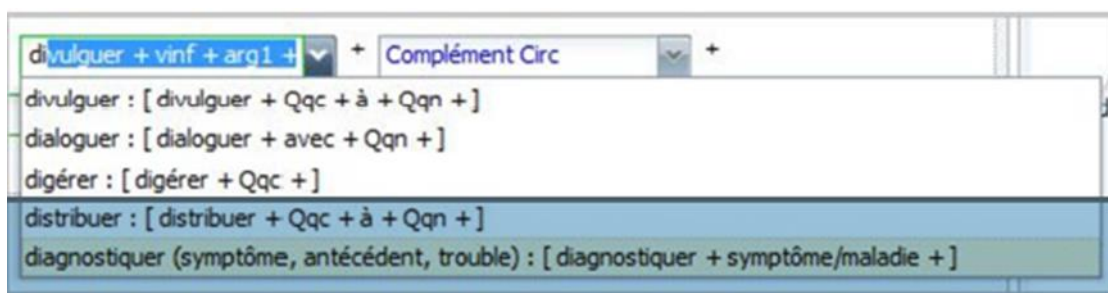 divulguer + vinf + arg1 + + Complément Circ +
divulguer : [ divulguer + Qqc + à + Qqn + ]
dialoguer : [ dialoguer + avec + Qqn + ]
digérer : [ digérer + Qqc + ]
distribuer : [ distribuer + Qqc + à + Qqn + ]
diagnostiquer (symptôme, antécédent, trouble) : [ diagnostiquer + symptôme/maladie + ]